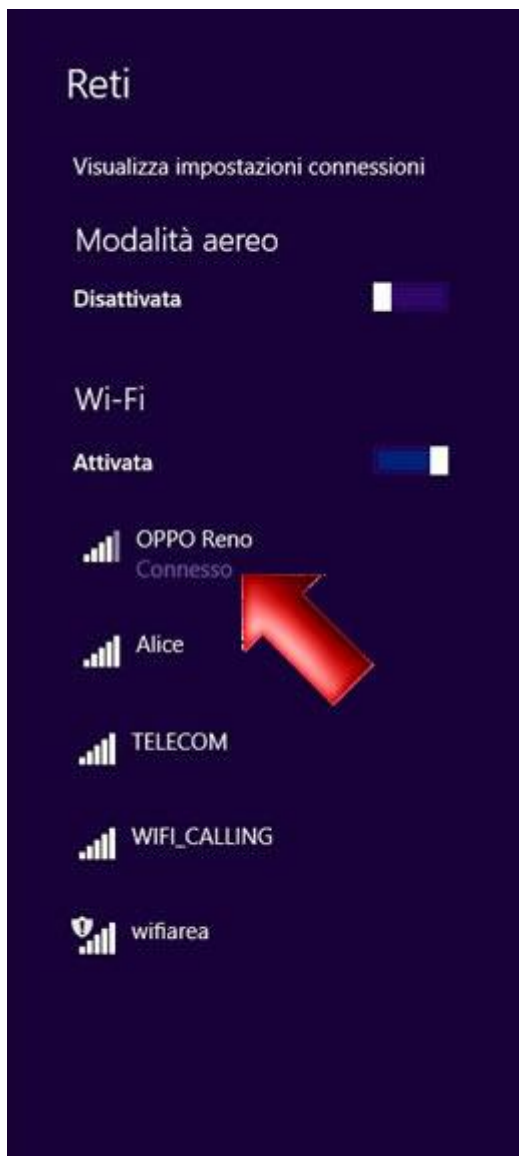 Reti
Visualizza impostazioni connessioni
Modalità aereo
Disattivata
Wi-Fi
Attivata
OPPO Reno
Connesso
Alice
TELECOM
WIFI_CALLING
wifiarea